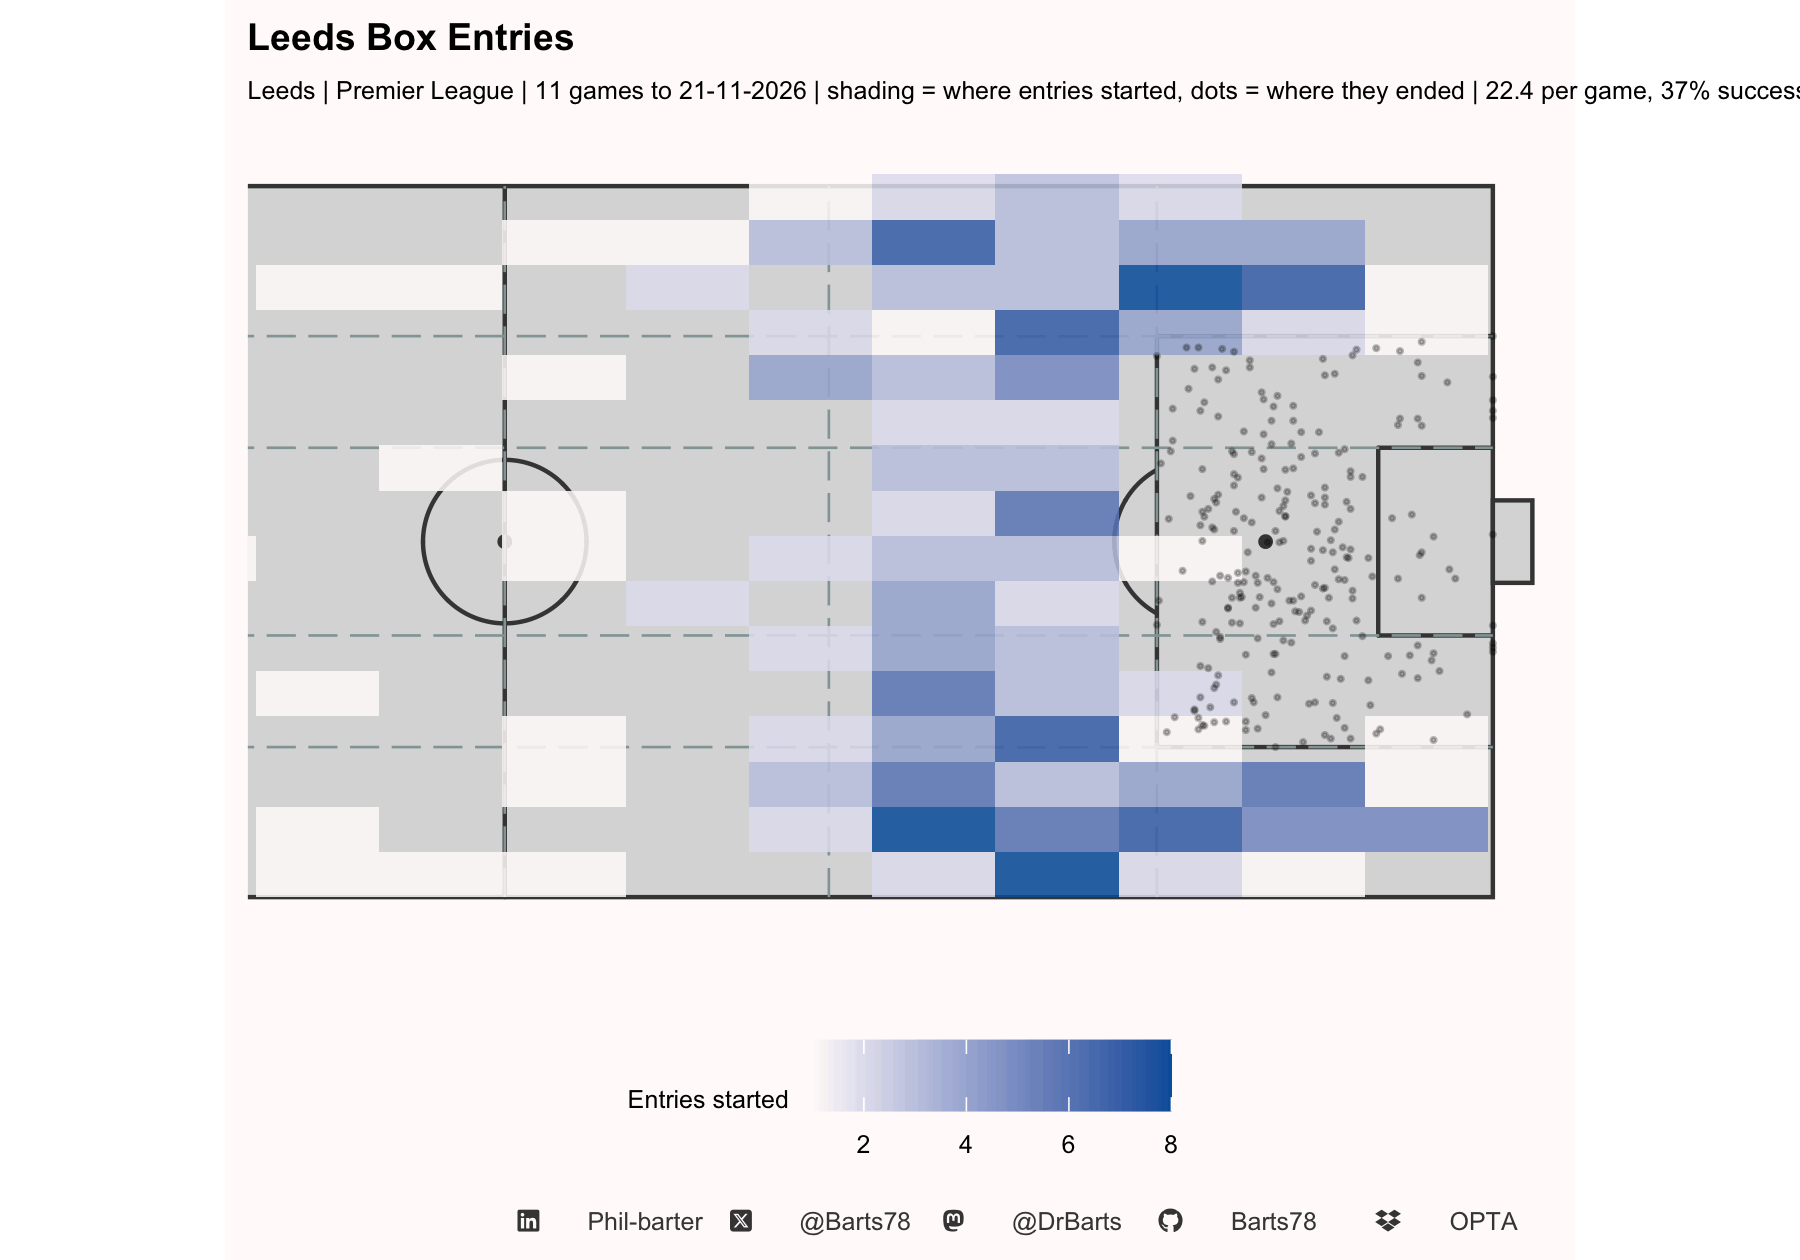 Leeds Box Entries
Leeds | Premier League | 11 games to 21-11-2026 | shading = where entries started, dots = where they ended | 22.4 per game, 37% success
Entries started
2 4 6 8
Phil-barter @Barts78 @DrBarts Barts78 OPTA